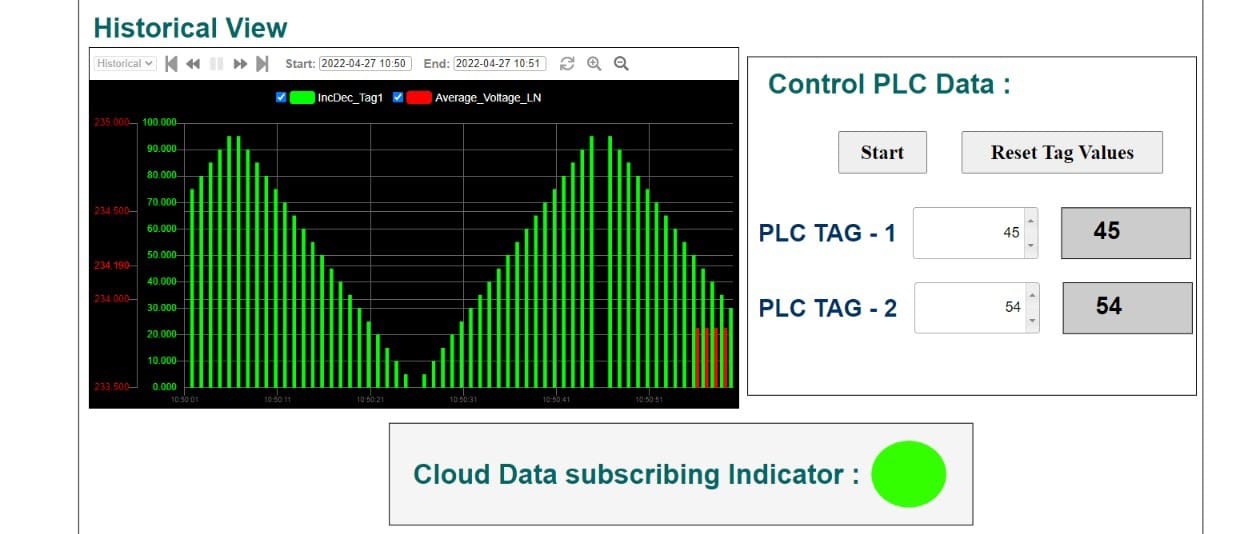 Historical View
Historical
Start: 2022-04-27 10:50 End: 2022-04-27 10:51
IncDec_Tag1 Average_Voltage_LN
235.000 100.000
90.000
80.000
234.500 70.000
60.000
234.190 50.000
40.000
234.000 30.000
20.000
10.000
233.500 0.000
10:50:01 10:50:11 10:50:21 10:50:31 10:50:41 10:50:51
Control PLC Data :
Start Reset Tag Values
PLC TAG - 1 45 45
PLC TAG - 2 54 54
Cloud Data subscribing Indicator :